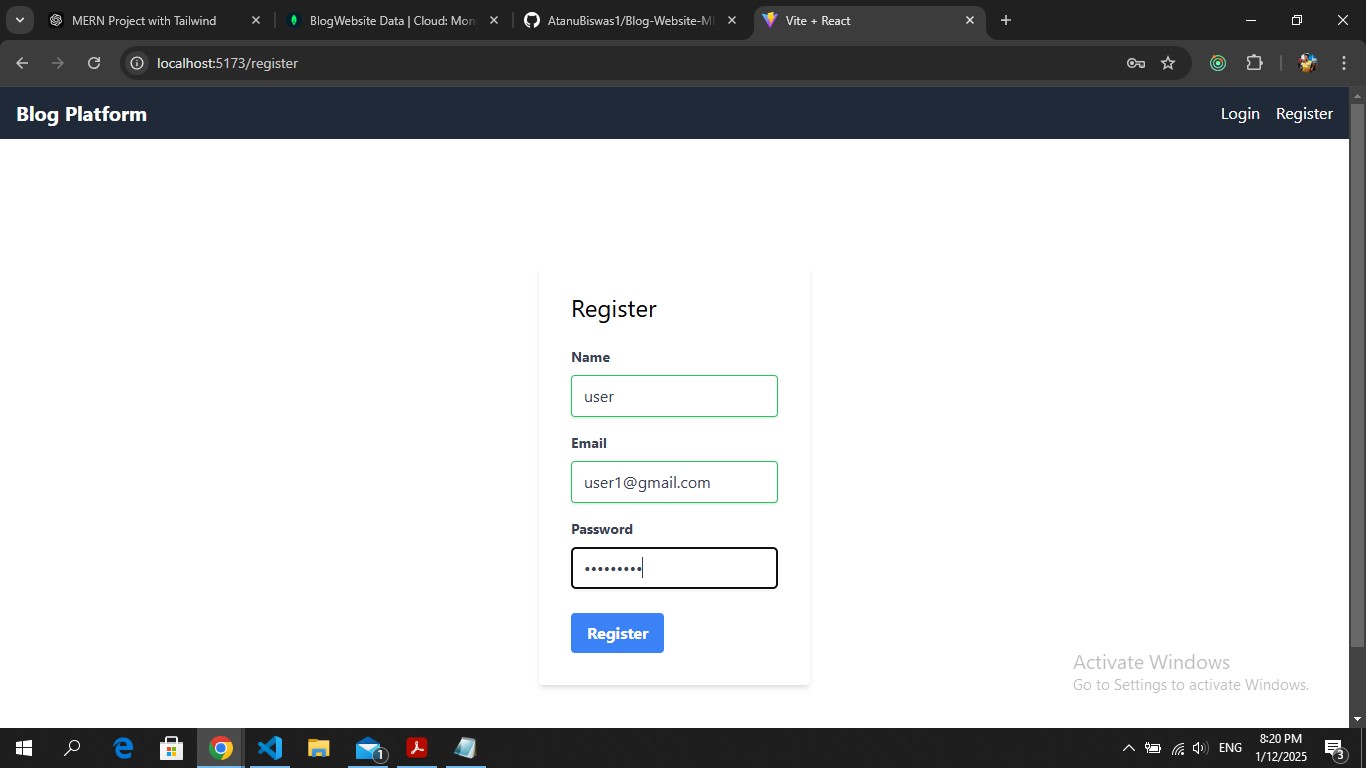 MERN Project with Tailwind
BlogWebsite Data | Cloud: Mon
AtanuBiswas1/Blog-Website-M
Vite + React
localhost:5173/register
Blog Platform
Login
Register
Register
Name
user
Email
user1@gmail.com
Password
•••••••••
Register
Activate Windows
Go to Settings to activate Windows.
1
ENG
8:20 PM
1/12/2025
3